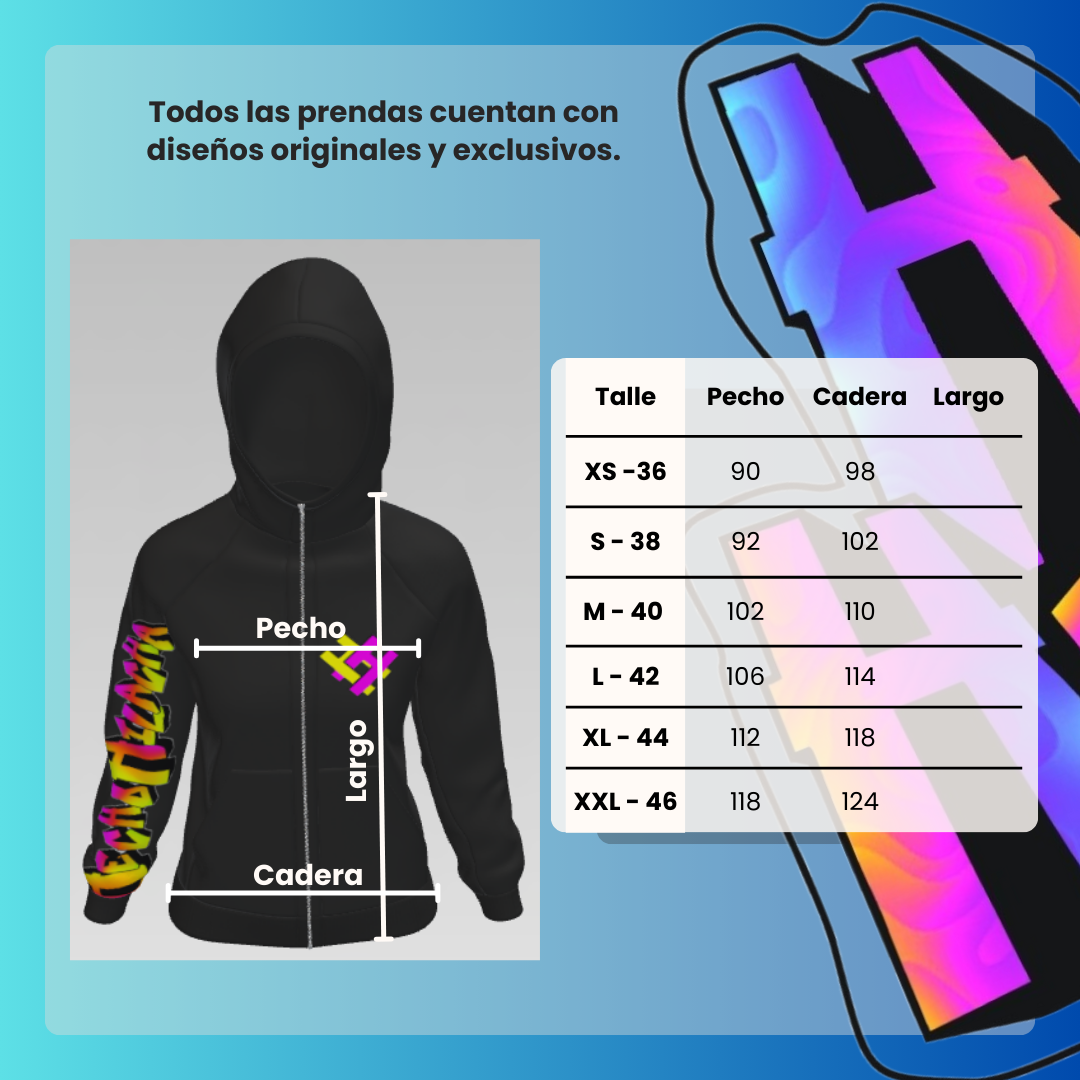 Todos las prendas cuentan con
diseños originales y exclusivos.
Pecho
Largo
Cadera
Talle Pecho Cadera Largo
XS -36 90 98
S - 38 92 102
M - 40 102 110
L - 42 106 114
XL - 44 112 118
XXL - 46 118 124